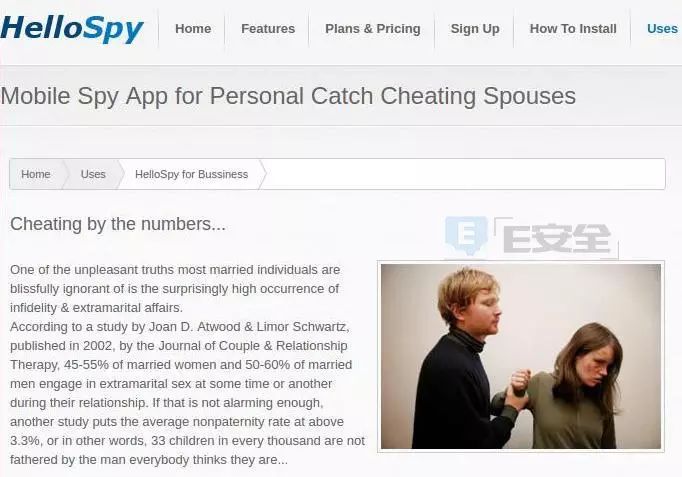 HelloSpy
Home
Features
Plans & Pricing
Sign Up
How To Install
Uses
Mobile Spy App for Personal Catch Cheating Spouses
Home
Uses
HelloSpy for Bussiness
Cheating by the numbers...
E E安全
One of the unpleasant truths most married individuals are
blissfully ignorant of is the surprisingly high occurrence of
infidelity & extramarital affairs.
According to a study by Joan D. Atwood & Limor Schwartz,
published in 2002, by the Journal of Couple & Relationship
Therapy, 45-55% of married women and 50-60% of married
men engage in extramarital sex at some time or another
during their relationship. If that is not alarming enough,
another study puts the average nonpaternity rate at above
3.3%, or in other words, 33 children in every thousand are not
fathered by the man everybody thinks they are...